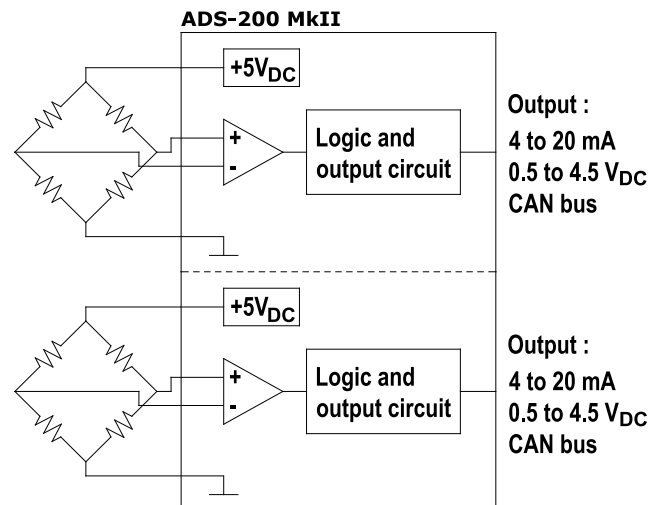 ADS-200 MkII
+5VDC
+
-
Logic and
output circuit
Output :
4 to 20 mA
0.5 to 4.5 VDC
CAN bus
+5VDC
+
-
Logic and
output circuit
Output :
4 to 20 mA
0.5 to 4.5 VDC
CAN bus